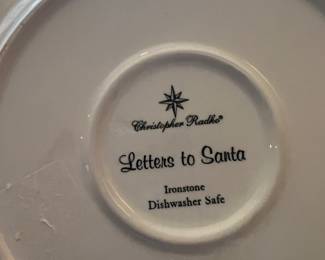 Christopher Radko®
Letters to Santa
Ironstone
Dishwasher Safe